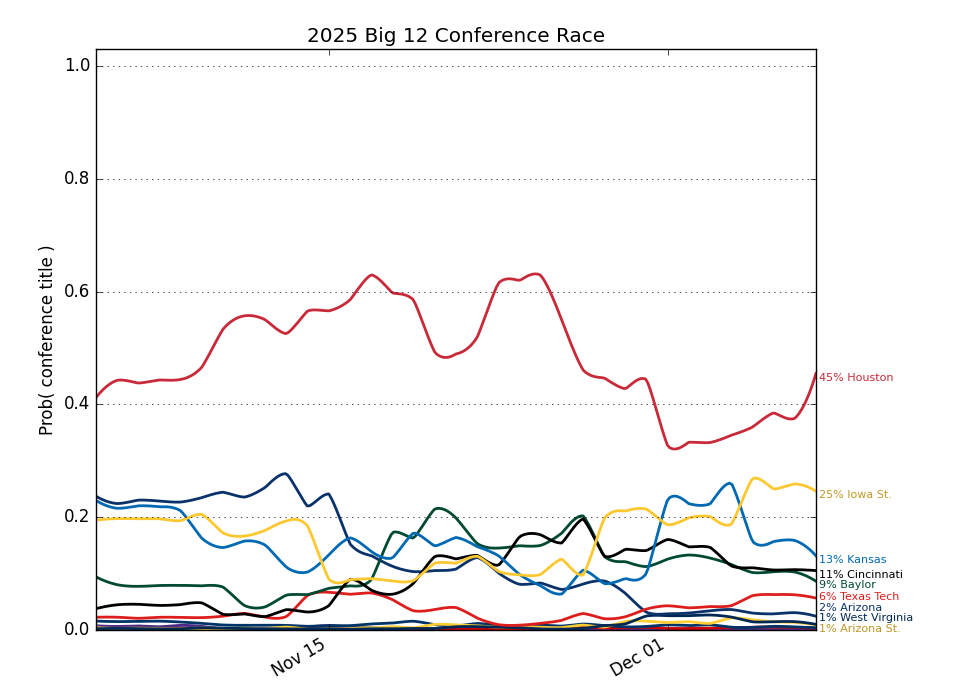 2025 Big 12 Conference Race
Prob( conference title )
1.0
0.8
0.6
0.4
0.2
0.0
Nov 15
Dec 01
45% Houston
25% Iowa St.
13% Kansas
11% Cincinnati
9% Baylor
6% Texas Tech
2% Arizona
1% West Virginia
1% Arizona St.